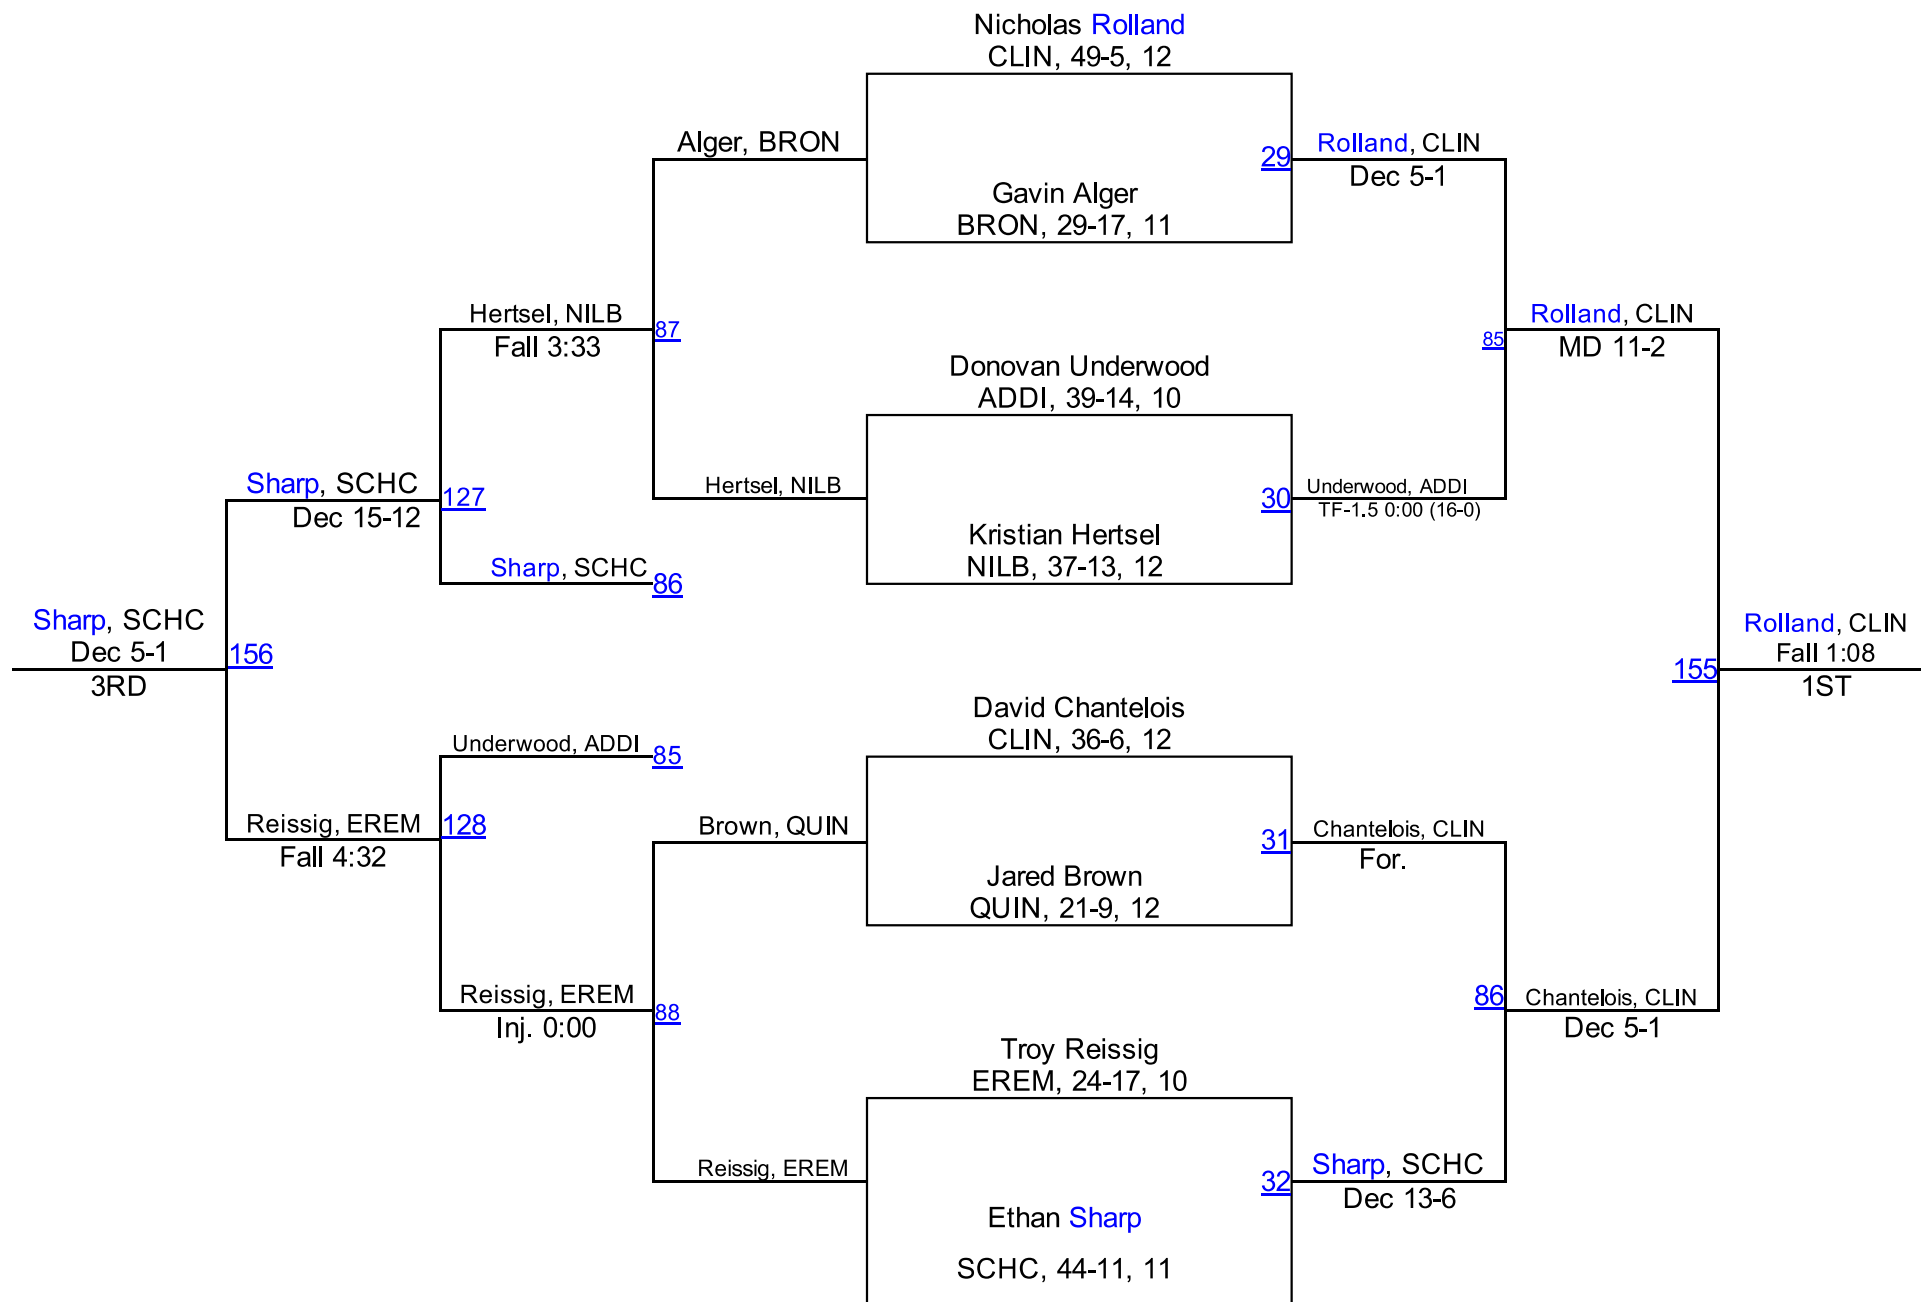 Nicholas Rolland
CLIN, 49-5, 12
Alger, BRON
29
Rolland, CLIN
Dec 5-1
Gavin Alger
BRON, 29-17, 11
Hertsel, NILB
Fall 3:33
87
85
Rolland, CLIN
MD 11-2
Donovan Underwood
ADDI, 39-14, 10
Sharp, SCHC
Dec 15-12
127
Hertsel, NILB
30
Underwood, ADDI
TF-1.5 0:00 (16-0)
Kristian Hertsel
NILB, 37-13, 12
Sharp, SCHC
86
Sharp, SCHC
Dec 5-1
3RD
156
155
Rolland, CLIN
Fall 1:08
1ST
David Chantelois
CLIN, 36-6, 12
Underwood, ADDI
85
Reissig, EREM
Fall 4:32
128
Brown, QUIN
31
Chantelois, CLIN
For.
Jared Brown
QUIN, 21-9, 12
Reissig, EREM
Inj. 0:00
88
86
Chantelois, CLIN
Dec 5-1
Troy Reissig
EREM, 24-17, 10
Reissig, EREM
32
Sharp, SCHC
Dec 13-6
Ethan Sharp
SCHC, 44-11, 11